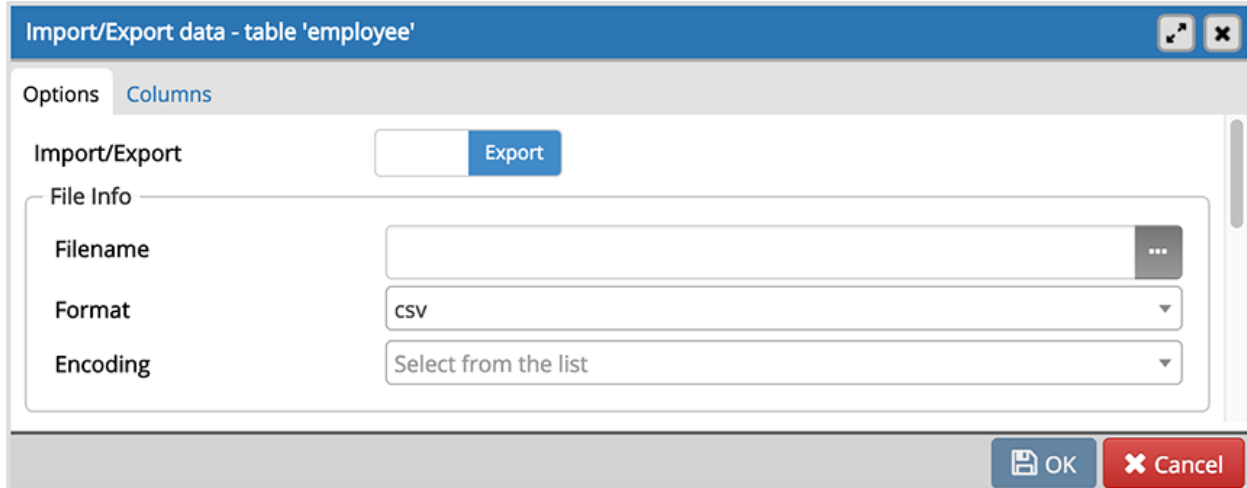 Import/Export data - table 'employee'
Options Columns
Import/Export Export
File Info
Filename ...
Format csv
Encoding Select from the list
OK Cancel